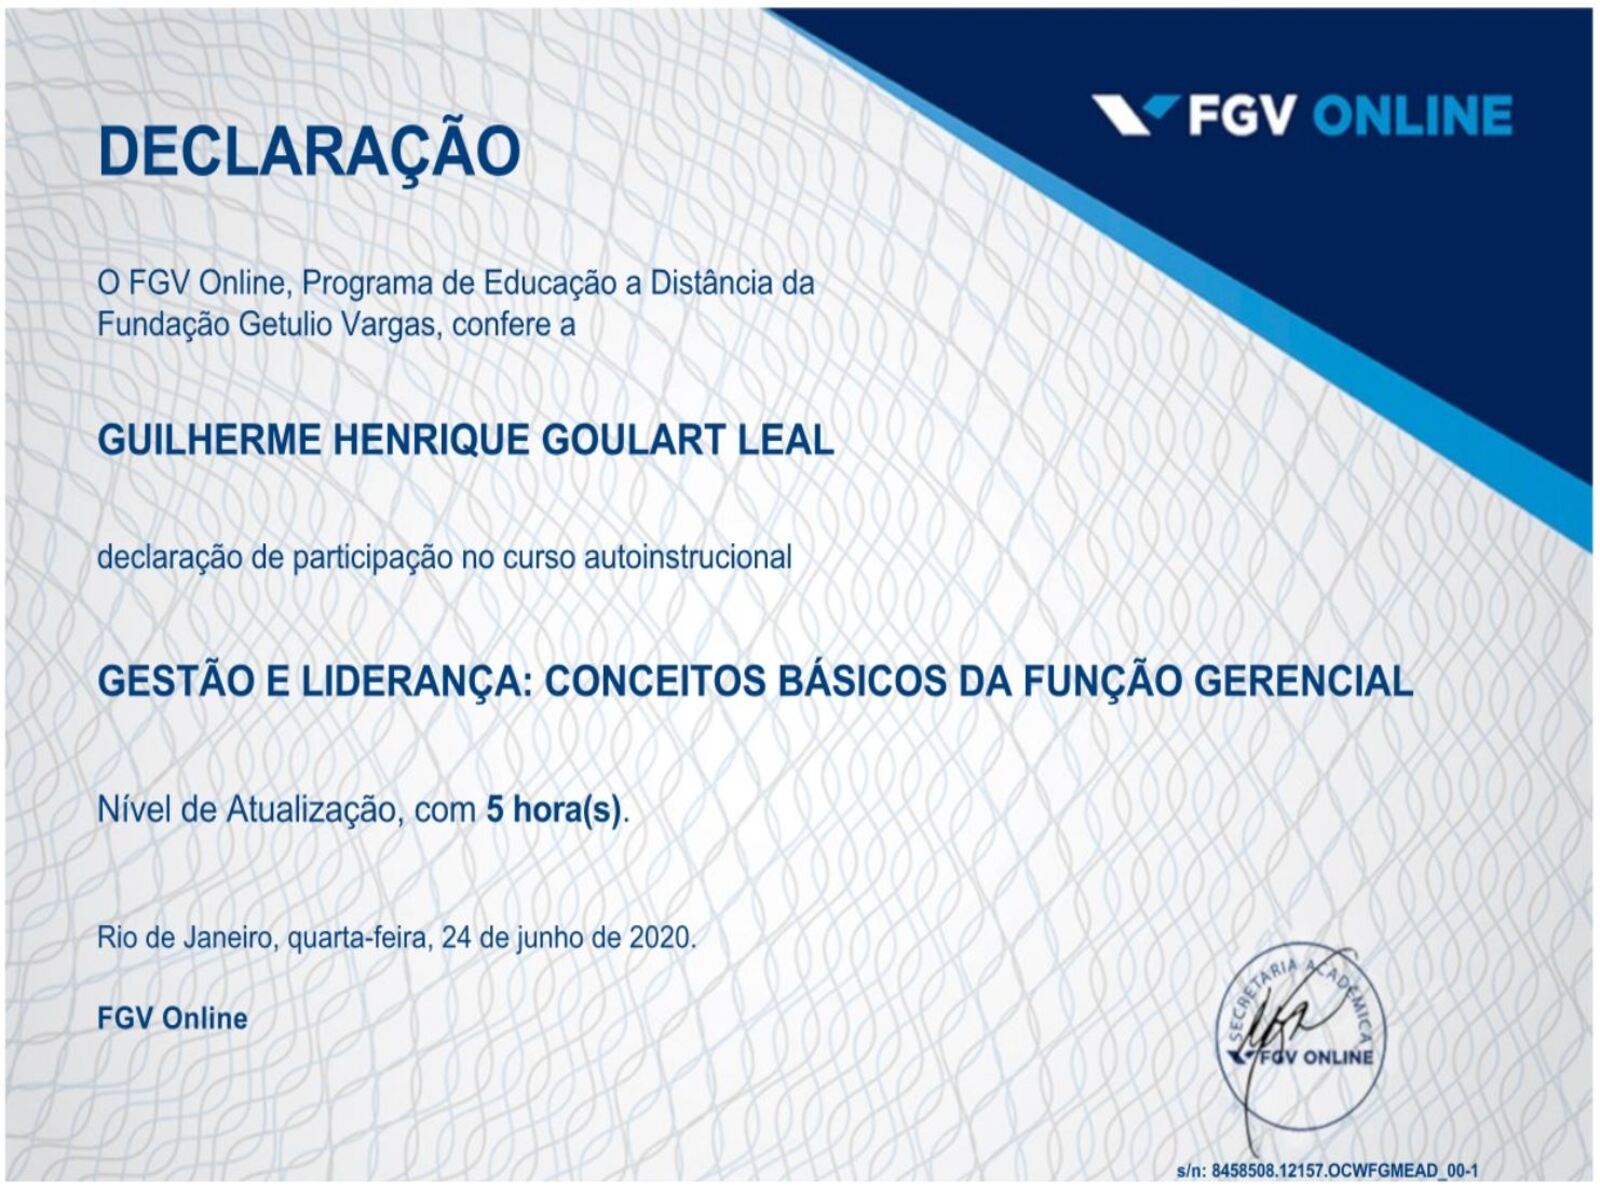 FGV ONLINE
DECLARAÇÃO
O FGV Online, Programa de Educação a Distância da
Fundação Getulio Vargas, confere a
GUILHERME HENRIQUE GOULART LEAL
declaração de participação no curso autoinstrucional
GESTÃO E LIDERANÇA: CONCEITOS BÁSICOS DA FUNÇÃO GERENCIAL
Nível de Atualização, com 5 hora(s).
Rio de Janeiro, quarta-feira, 24 de junho de 2020.
FGV Online
SECRETARIA ACADÊMICA
FGV ONLINE
s/n: 8458508.12157.OCWFGMEAD_00-1